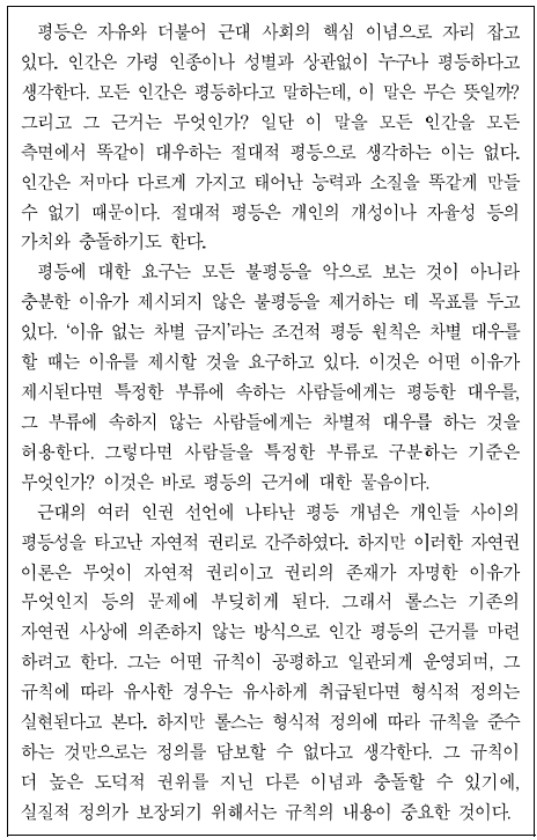 평등은 자유와 더불어 근대 사회의 핵심 이념으로 자리 잡고
있다. 인간은 가령 인종이나 성별과 상관없이 누구나 평등하다고
생각한다. 모든 인간은 평등하다고 말하는데, 이 말은 무슨 뜻일까?
그리고 그 근거는 무엇인가? 일단 이 말을 모든 인간을 모든
측면에서 똑같이 대우하는 절대적 평등으로 생각하는 이는 없다.
인간은 저마다 다르게 가지고 태어난 능력과 소질을 똑같게 만들
수 없기 때문이다. 절대적 평등은 개인의 개성이나 자율성 등의
가치와 충돌하기도 한다.
평등에 대한 요구는 모든 불평등을 악으로 보는 것이 아니라
충분한 이유가 제시되지 않은 불평등을 제거하는 데 목표를 두고
있다. ‘이유 없는 차별 금지’라는 조건적 평등 원칙은 차별 대우를
할 때는 이유를 제시할 것을 요구하고 있다. 이것은 어떤 이유가
제시된다면 특정한 부류에 속하는 사람들에게는 평등한 대우를,
그 부류에 속하지 않는 사람들에게는 차별적 대우를 하는 것을
허용한다. 그렇다면 사람들을 특정한 부류로 구분하는 기준은
무엇인가? 이것은 바로 평등의 근거에 대한 물음이다.
근대의 여러 인권 선언에 나타난 평등 개념은 개인들 사이의
평등성을 타고난 자연적 권리로 간주하였다. 하지만 이러한 자연권
이론은 무엇이 자연적 권리이고 권리의 존재가 자명한 이유가
무엇인지 등의 문제에 부딪히게 된다. 그래서 롤스는 기존의
자연권 사상에 의존하지 않는 방식으로 인간 평등의 근거를 마련
하려고 한다. 그는 어떤 규칙이 공평하고 일관되게 운영되며, 그
규칙에 따라 유사한 경우는 유사하게 취급된다면 형식적 정의는
실현된다고 본다. 하지만 롤스는 형식적 정의에 따라 규칙을 준수
하는 것만으로는 정의를 담보할 수 없다고 생각한다. 그 규칙이
더 높은 도덕적 권위를 지닌 다른 이념과 충돌할 수 있기에,
실질적 정의가 보장되기 위해서는 규칙의 내용이 중요한 것이다.